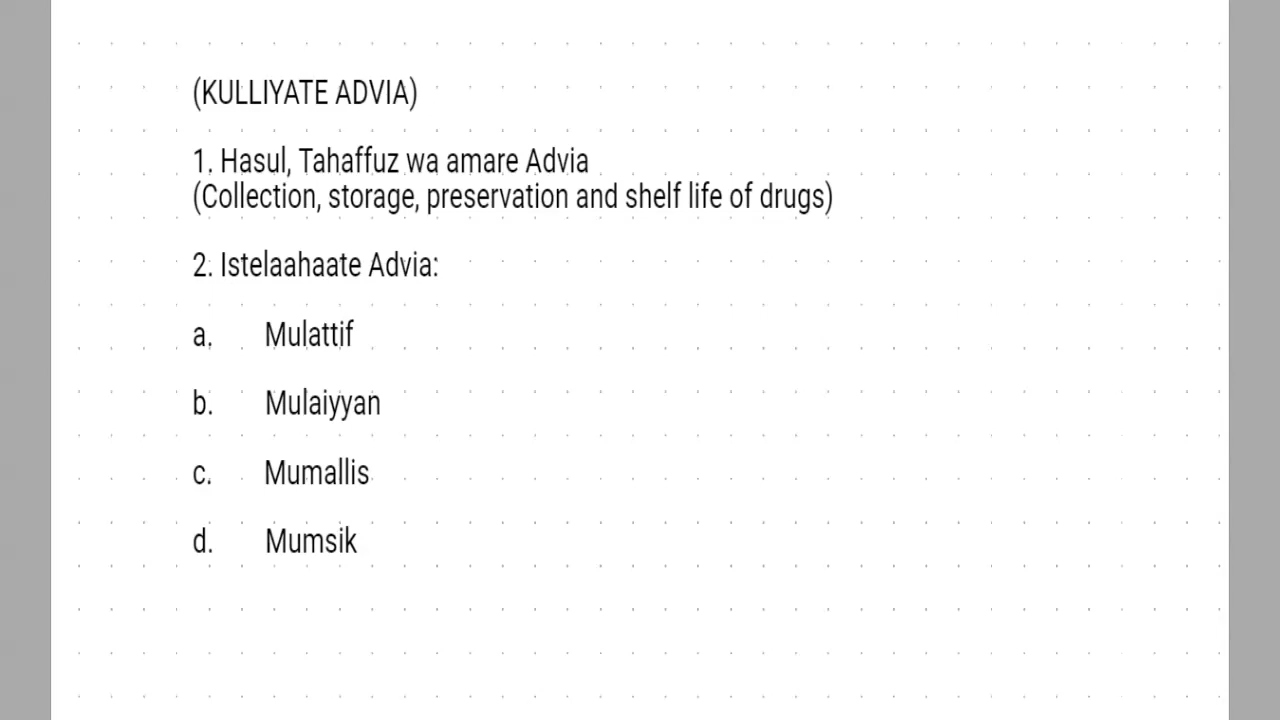 (KULLIYATE ADVIA)
1. Hasul, Tahaffuz wa amare Advia
(Collection, storage, preservation and shelf life of drugs)
2. Istelaahaate Advia:
a. Mulattif
b. Mulaiyyan
c. Mumallis
d. Mumsik